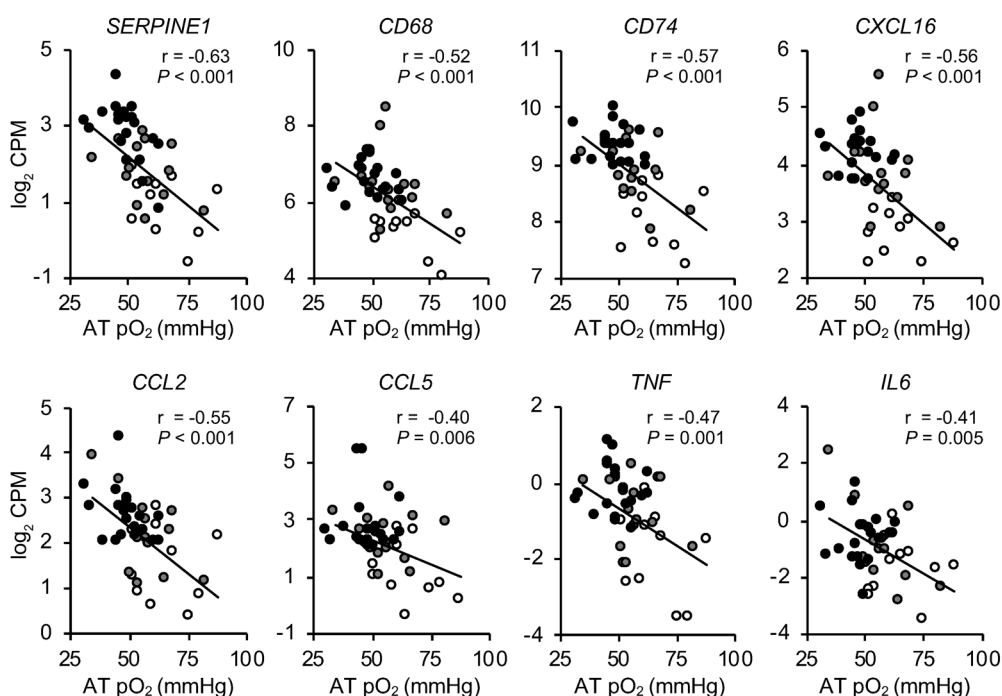 SERPINE1
r = -0.63
P < 0.001
5
3
1
-1
log₂ CPM
25 50 75 100
AT pO₂ (mmHg)
CD68
r = -0.52
P < 0.001
10
8
6
4
25 50 75 100
AT pO₂ (mmHg)
CD74
r = -0.57
P < 0.001
11
10
9
8
7
25 50 75 100
AT pO₂ (mmHg)
CXCL16
r = -0.56
P < 0.001
6
5
4
3
2
25 50 75 100
AT pO₂ (mmHg)
CCL2
r = -0.55
P < 0.001
5
4
3
2
1
0
log₂ CPM
25 50 75 100
AT pO₂ (mmHg)
CCL5
r = -0.40
P = 0.006
7
5
3
1
-1
25 50 75 100
AT pO₂ (mmHg)
TNF
r = -0.47
P = 0.001
2
0
-2
-4
25 50 75 100
AT pO₂ (mmHg)
IL6
r = -0.41
P = 0.005
4
2
0
-2
-4
25 50 75 100
AT pO₂ (mmHg)